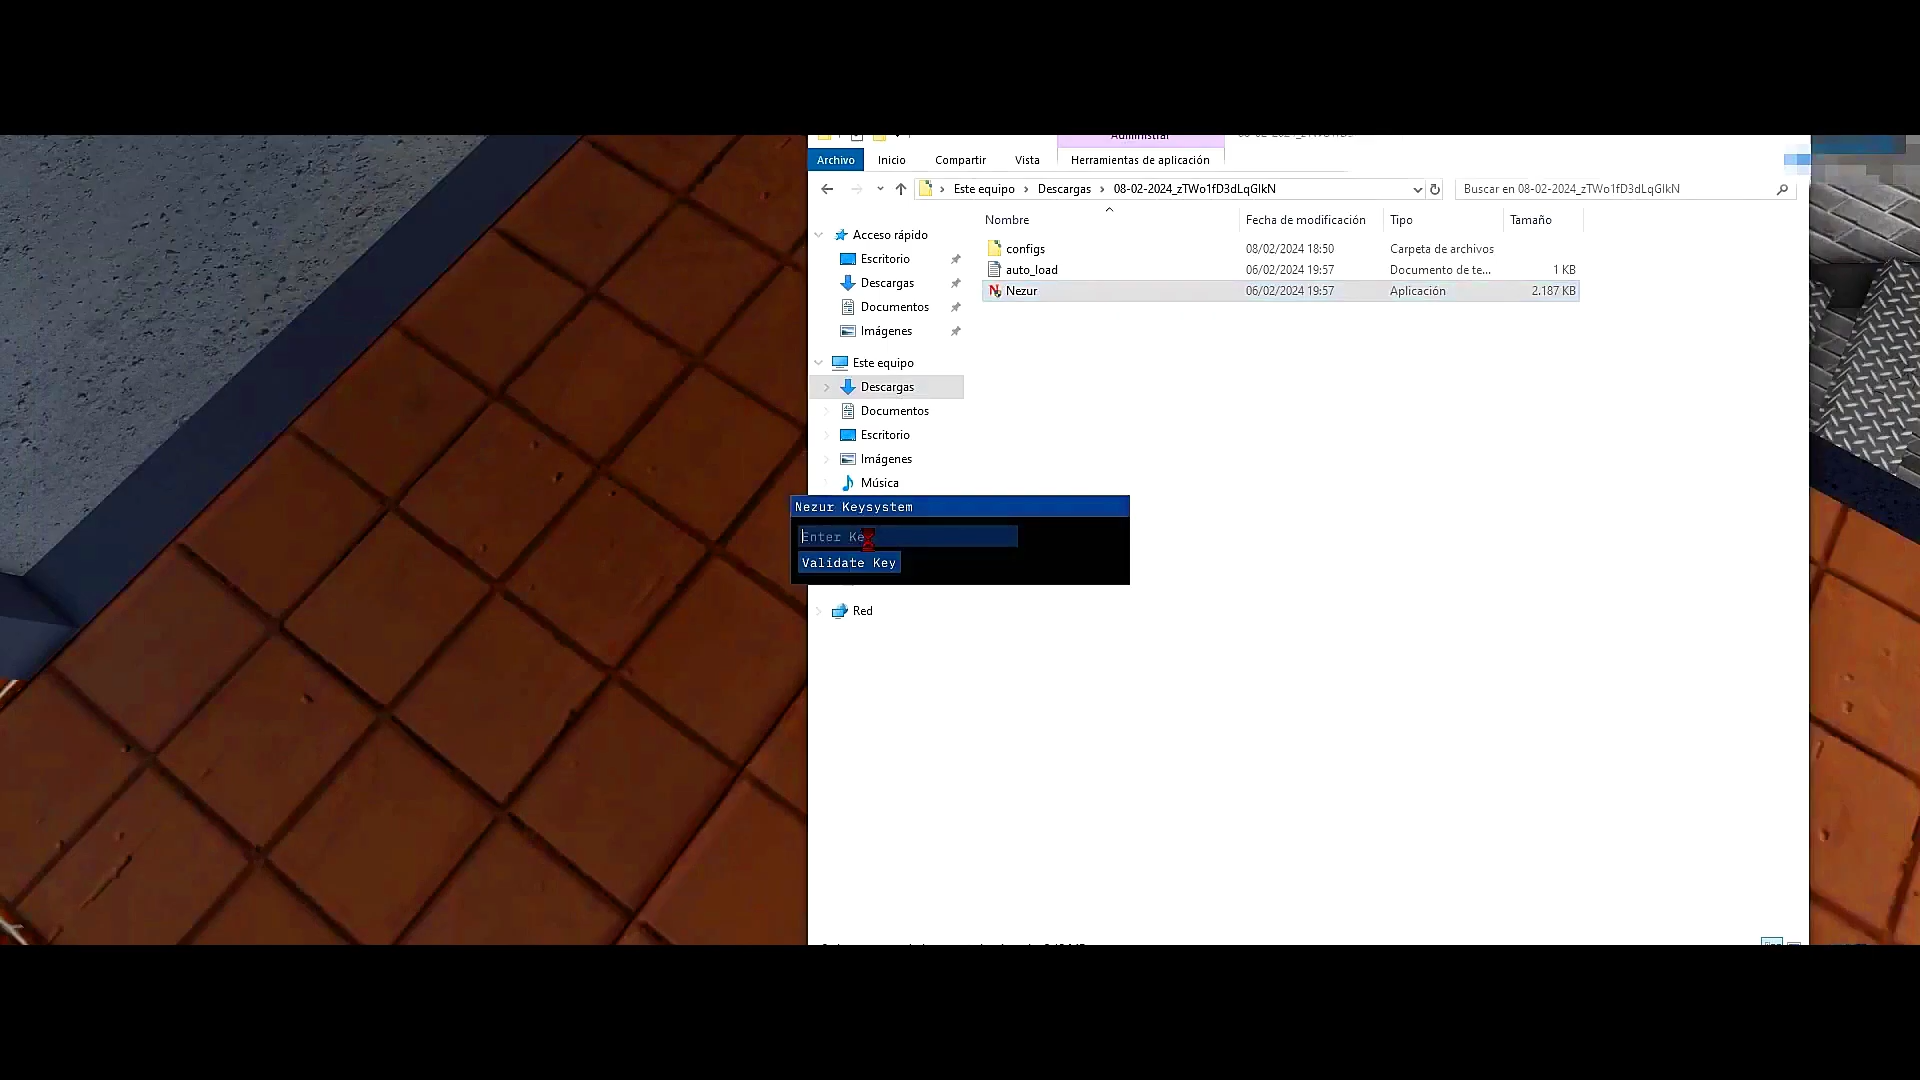 Administrar
Archivo Inicio Compartir Vista Herramientas de aplicación
Este equipo Descargas 08-02-2024_zTWo1fD3dLqGlkN Buscar en 08-02-2024_zTWo1fD3dLqGlkN
Nombre Fecha de modificación Tipo Tamaño
Acceso rápido
configs 08/02/2024 18:50 Carpeta de archivos
Escritorio
auto_load 06/02/2024 19:57 Documento de te... 1 KB
Descargas
Nezur 06/02/2024 19:57 Aplicación 2.187 KB
Documentos
Imágenes
Este equipo
Descargas
Documentos
Escritorio
Imágenes
Música
Nezur Keysystem
Enter Ke
Validate Key
Red